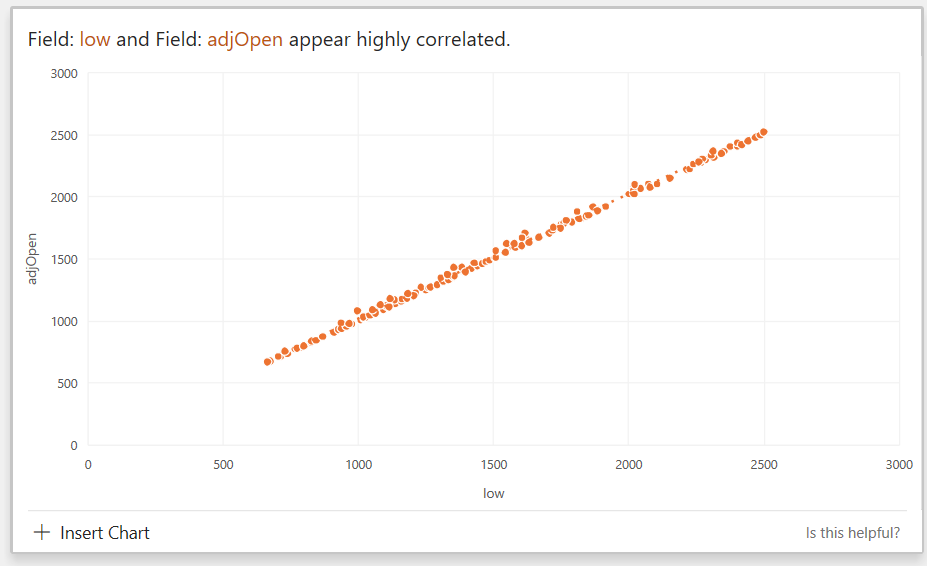 Field: low and Field: adjOpen appear highly correlated.
3000
2500
2000
1500
1000
500
0
adjOpen
0 500 1000 1500 2000 2500 3000
low
Insert Chart
Is this helpful?